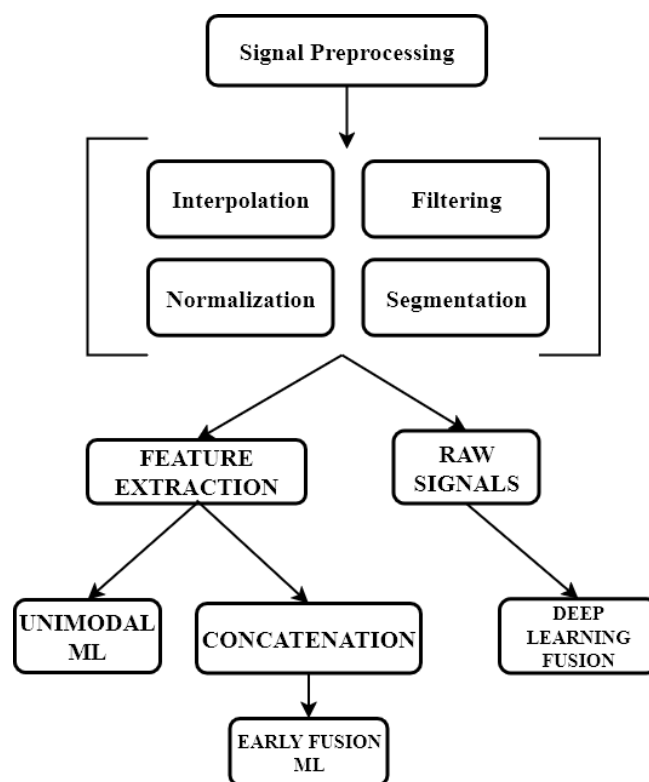 Signal Preprocessing
Interpolation
Filtering
Normalization
Segmentation
FEATURE
EXTRACTION
RAW
SIGNALS
UNIMODAL
ML
CONCATENATION
DEEP
LEARNING
FUSION
EARLY FUSION
ML